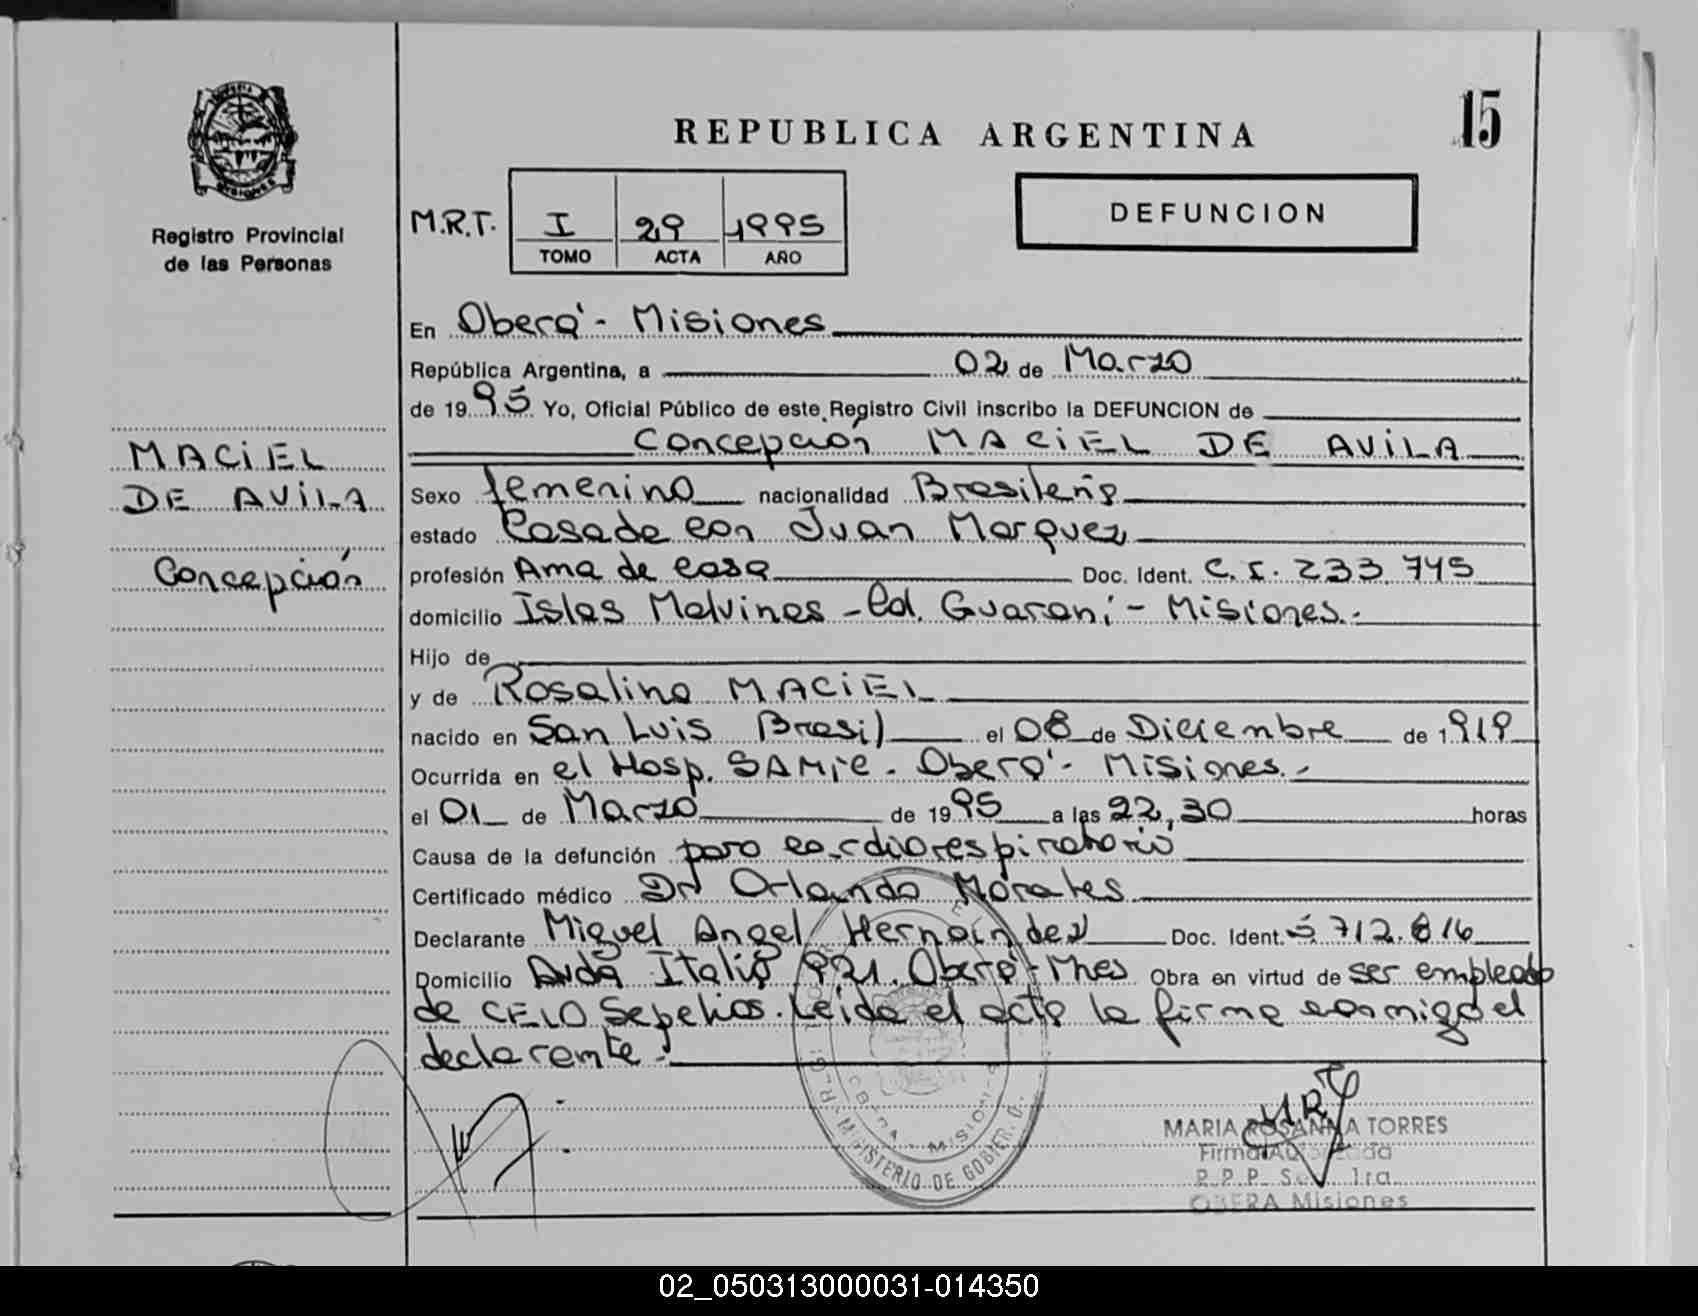 15
REPUBLICA ARGENTINA
DEFUNCION
Registro Provincial
de las Personas
M.R.T. I 29 1995
TOMO ACTA AÑO
En Oberá - Misiones
República Argentina, a 02 de Marzo
de 1995 Yo, Oficial Público de este Registro Civil inscribo la DEFUNCION de
Concepción MACIEL DE AVILA
MACIEL
DE AVILA
Concepción
Sexo femenino nacionalidad Brasileña
estado Casada con Juan Marquez
profesión Ama de casa Doc. Ident. C.I. 233.745
domicilio Islas Malvinas - Cd. Guaraní - Misiones.-
Hijo de
y de Rosalina MACIEL
nacido en San Luis Brasil el 08 de Diciembre de 1919
Ocurrida en el Hosp. SAMIC - Oberá - Misiones.-
el 01 de Marzo de 1995 a las 22,30 horas
Causa de la defunción paro cardiorespiratorio
Certificado médico Dr Orlando Morales
Declarante Miguel Angel Hernández Doc. Ident. 5.712.816
Domicilio Avda Italia 921. Oberá - Mnes Obra en virtud de ser empleado
de CELO Sepelios. Leída el acta la firma conmigo el
declarante.-
MINISTERIO DE GOBIER
OBERA - MISIONES
MARIA ROSANNA TORRES
Firma Autorizada
R.P.P. Sec. 1ra.
OBERA Misiones
02_050313000031-014350